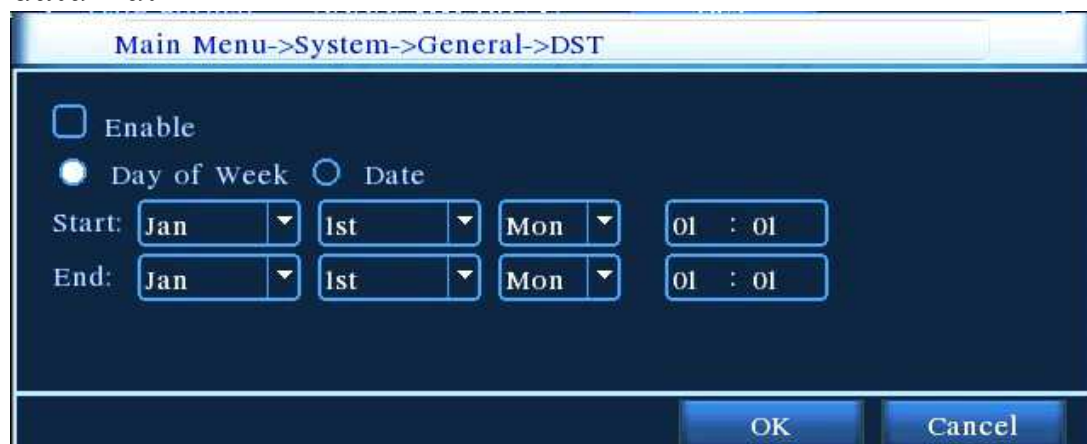 Main Menu->System->General->DST
Enable
Day of Week Date
Start: Jan 1st Mon 01 : 01
End: Jan 1st Mon 01 : 01
OK Cancel